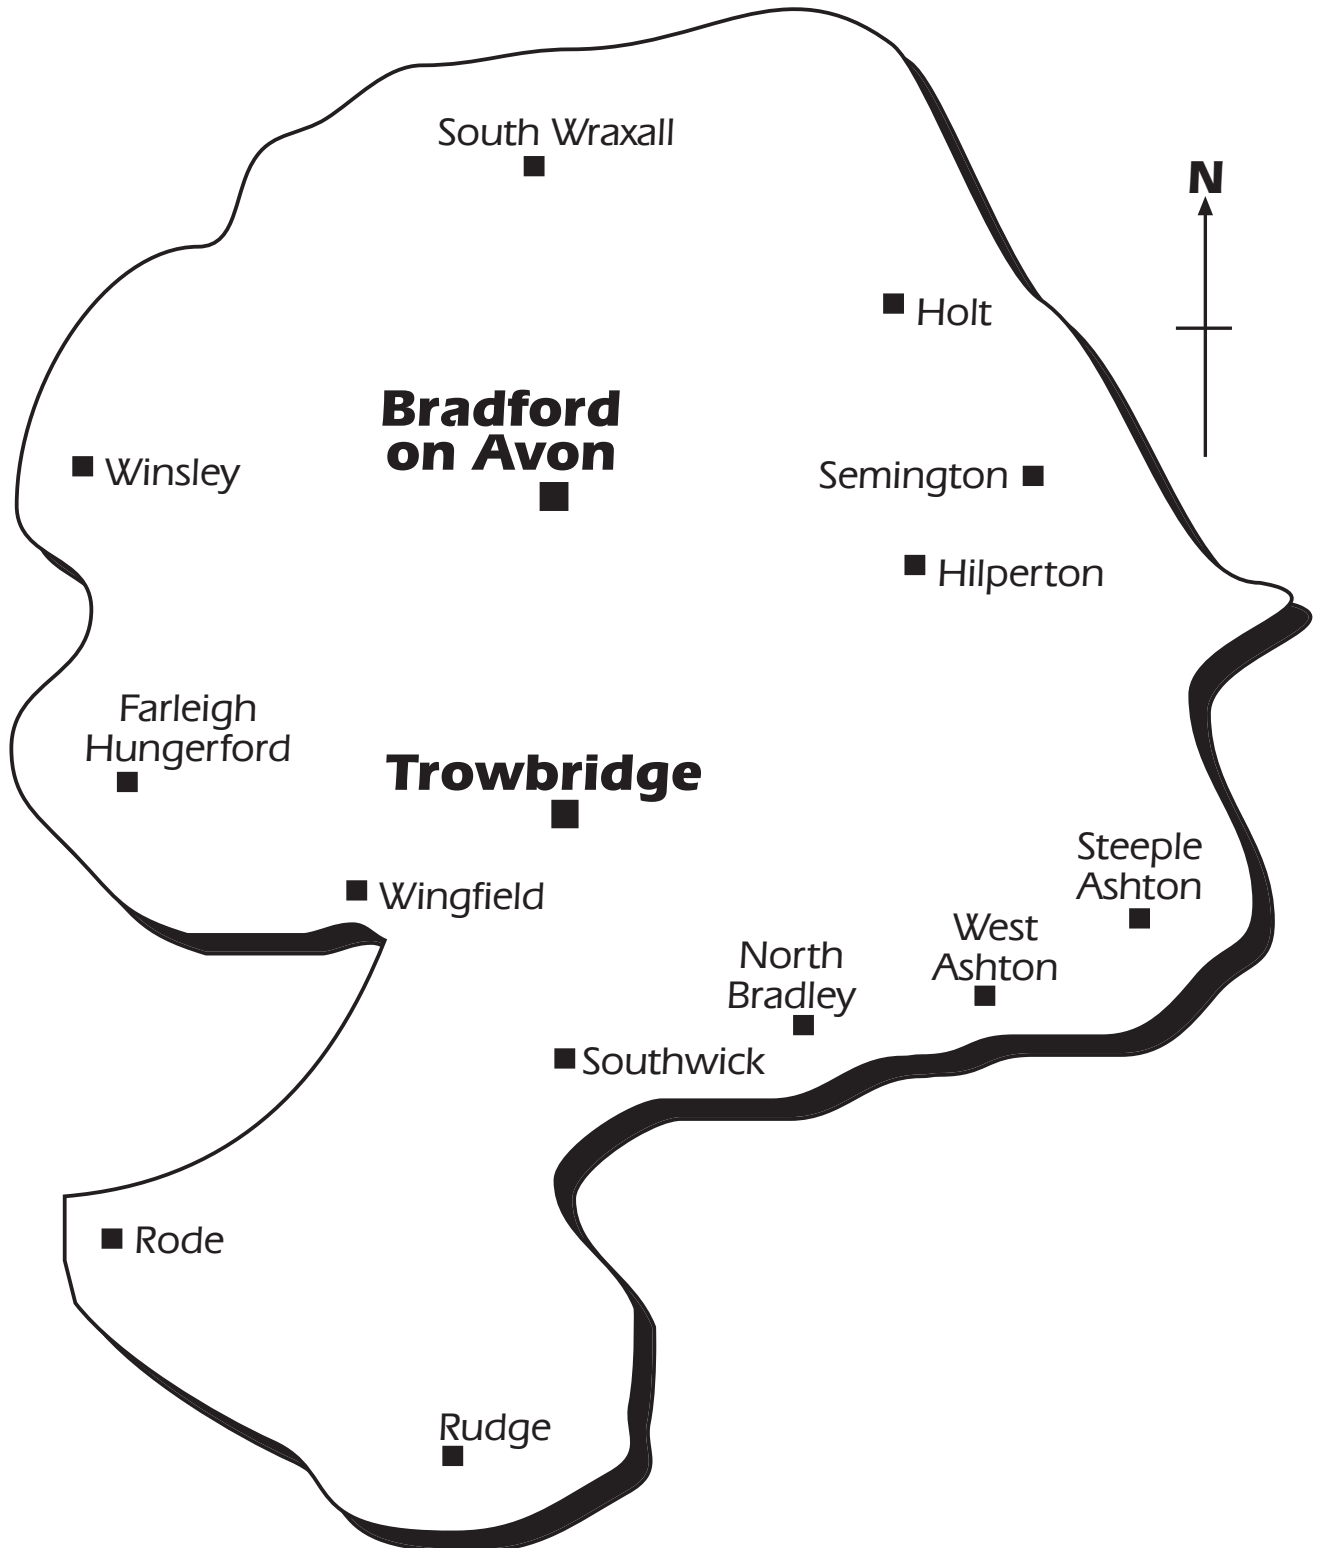 South Wraxall
N
Holt
Bradford
on Avon
Winsley
Semington
Hilperton
Farleigh
Hungerford
Trowbridge
Steeple
Ashton
Wingfield
West
Ashton
North
Bradley
Southwick
Rode
Rudge